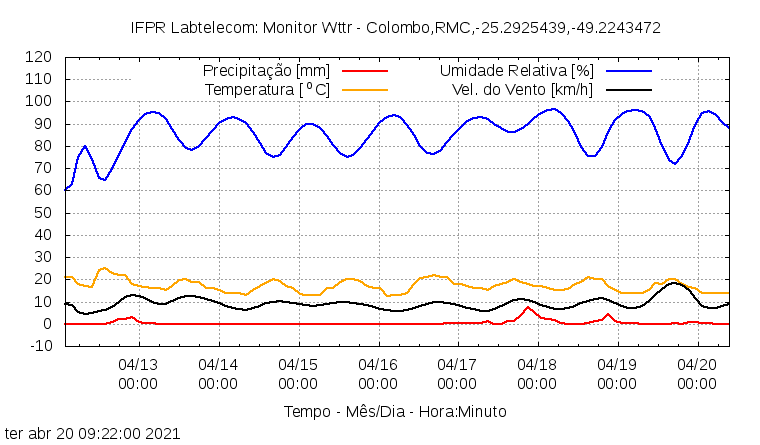 IFPR Labtelecom: Monitor Wttr - Colombo,RMC,-25.2925439,-49.2243472
120
110
100
90
80
70
60
50
40
30
20
10
0
-10
Precipitação [mm]
Temperatura [ºC]
Umidade Relativa [%]
Vel. do Vento [km/h]
04/13 04/14 04/15 04/16 04/17 04/18 04/19 04/20
00:00 00:00 00:00 00:00 00:00 00:00 00:00 00:00
Tempo - Mês/Dia - Hora:Minuto
ter abr 20 09:22:00 2021